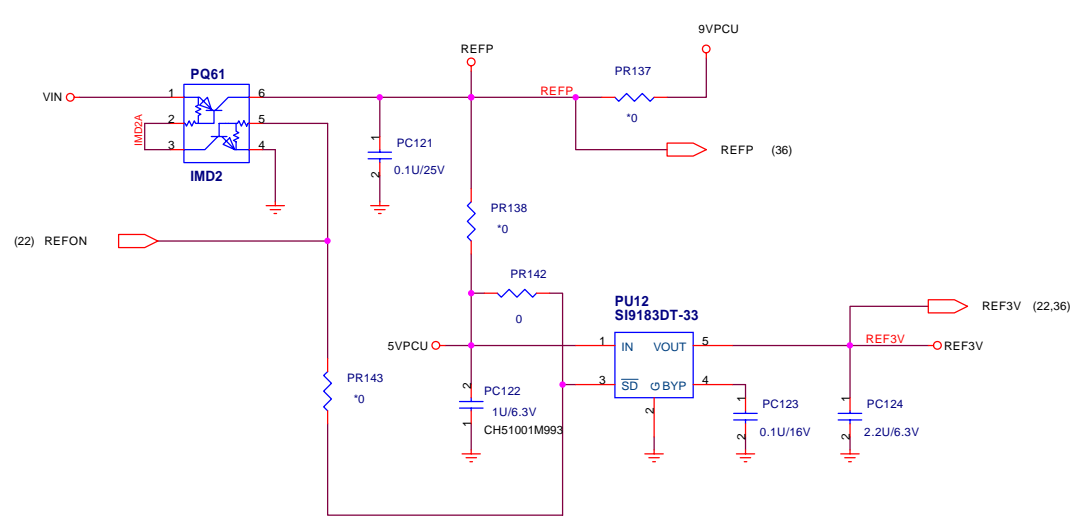 9VPCU
REFP
PR137
PQ61
VIN
1
6
REFP
*0
2
5
IMD2A
3
4
1
PC121
REFP (36)
2
0.1U/25V
IMD2
PR138
*0
(22) REFON
PR142
0
PU12
SI9183DT-33
REF3V (22,36)
5VPCU
1
IN
VOUT
5
REF3V
REF3V
PR143
*0
2
PC122
1U/6.3V
1
CH51001M993
3
SD
G
BYP
4
2
1
PC123
0.1U/16V
2
1
PC124
2.2U/6.3V
2